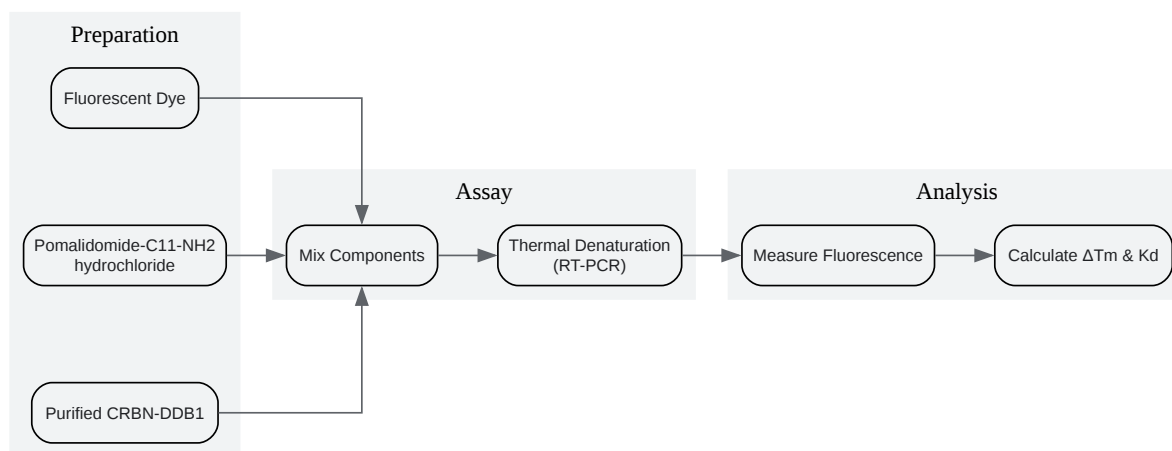 Preparation
Fluorescent Dye
Pomalidomide-C11-NH2
hydrochloride
Purified CRBN-DDB1
Assay
Mix Components
Thermal Denaturation
(RT-PCR)
Analysis
Measure Fluorescence
Calculate ΔTm & Kd